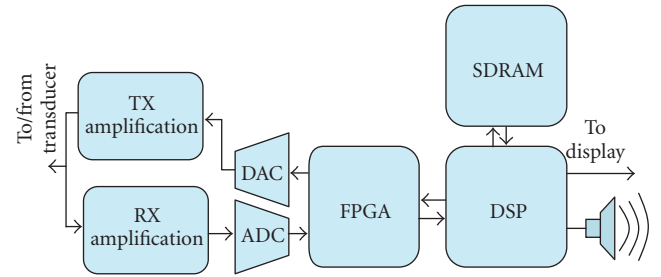 To/from
transducer
TX
amplification
RX
amplification
DAC
ADC
FPGA
SDRAM
DSP
To
display